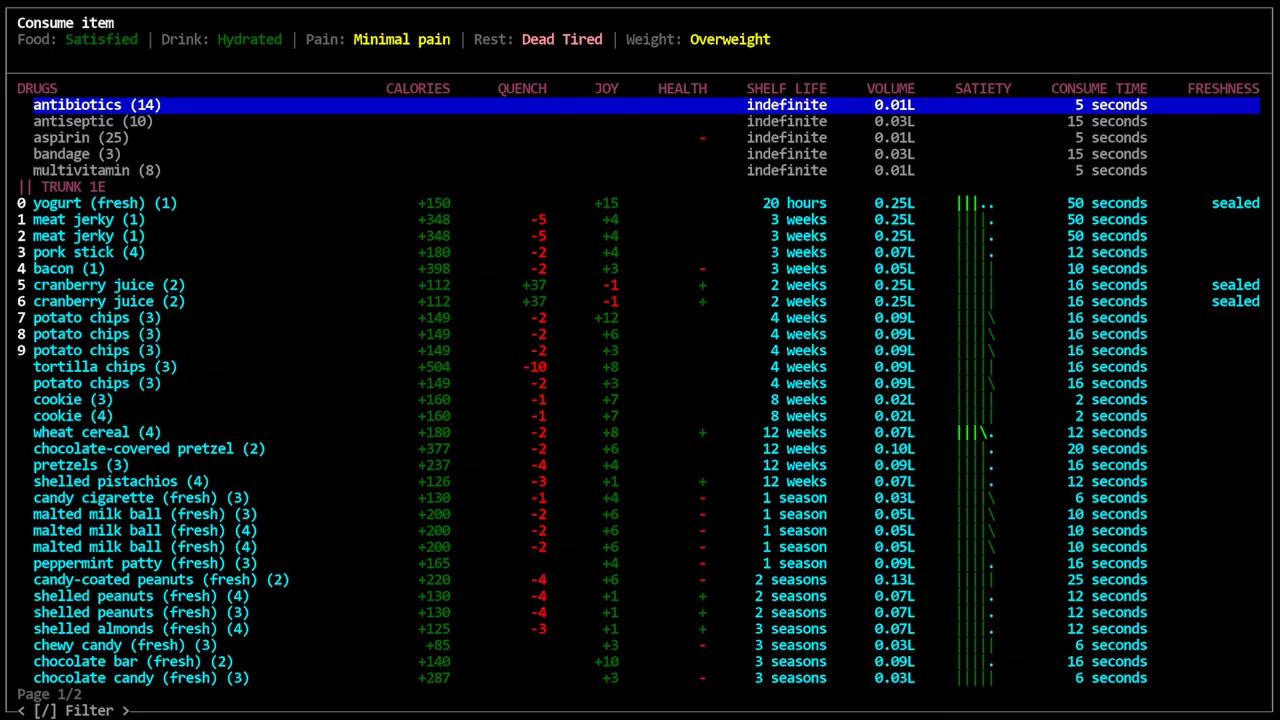 Consume item
Food: Satisfied | Drink: Hydrated | Pain: Minimal pain | Rest: Dead Tired | Weight: Overweight
DRUGS CALORIES QUENCH JOY HEALTH SHELF LIFE VOLUME SATIETY CONSUME TIME FRESHNESS
antibiotics (14) indefinite 0.01L 5 seconds
antiseptic (10) indefinite 0.03L 15 seconds
aspirin (25) - indefinite 0.01L 5 seconds
bandage (3) indefinite 0.03L 15 seconds
multivitamin (8) indefinite 0.01L 5 seconds
|| TRUNK 1E
0 yogurt (fresh) (1) +150 +15 20 hours 0.25L |||.. 50 seconds sealed
1 meat jerky (1) +348 -5 +4 3 weeks 0.25L ||||. 50 seconds
2 meat jerky (1) +348 -5 +4 3 weeks 0.25L ||||. 50 seconds
3 pork stick (4) +180 -2 +4 3 weeks 0.07L ||||. 12 seconds
4 bacon (1) +398 -2 +3 - 3 weeks 0.05L ||||| 10 seconds
5 cranberry juice (2) +112 +37 -1 + 2 weeks 0.25L ||||| 16 seconds sealed
6 cranberry juice (2) +112 +37 -1 + 2 weeks 0.25L ||||| 16 seconds sealed
7 potato chips (3) +149 -2 +12 4 weeks 0.09L ||||\ 16 seconds
8 potato chips (3) +149 -2 +6 4 weeks 0.09L ||||\ 16 seconds
9 potato chips (3) +149 -2 +3 4 weeks 0.09L ||||\ 16 seconds
tortilla chips (3) +504 -10 +8 4 weeks 0.09L ||||| 16 seconds
potato chips (3) +149 -2 +3 4 weeks 0.09L ||||\ 16 seconds
cookie (3) +160 -1 +7 8 weeks 0.02L ||||| 2 seconds
cookie (4) +160 -1 +7 8 weeks 0.02L ||||| 2 seconds
wheat cereal (4) +180 -2 +8 + 12 weeks 0.07L |||\. 12 seconds
chocolate-covered pretzel (2) +377 -2 +6 12 weeks 0.10L ||||. 20 seconds
pretzels (3) +237 -4 +4 12 weeks 0.09L ||||. 16 seconds
shelled pistachios (4) +126 -3 +1 + 12 weeks 0.07L ||||. 12 seconds
candy cigarette (fresh) (3) +130 -1 +4 - 1 season 0.03L ||||\ 6 seconds
malted milk ball (fresh) (3) +200 -2 +6 - 1 season 0.05L ||||\ 10 seconds
malted milk ball (fresh) (4) +200 -2 +6 - 1 season 0.05L ||||\ 10 seconds
malted milk ball (fresh) (4) +200 -2 +6 - 1 season 0.05L ||||\ 10 seconds
peppermint patty (fresh) (3) +165 +4 - 1 season 0.09L ||||. 16 seconds
candy-coated peanuts (fresh) (2) +220 -4 +6 - 2 seasons 0.13L ||||| 25 seconds
shelled peanuts (fresh) (4) +130 -4 +1 + 2 seasons 0.07L ||||. 12 seconds
shelled peanuts (fresh) (3) +130 -4 +1 + 2 seasons 0.07L ||||. 12 seconds
shelled almonds (fresh) (4) +125 -3 +1 + 3 seasons 0.07L ||||. 12 seconds
chewy candy (fresh) (3) +85 +3 - 3 seasons 0.03L ||||| 6 seconds
chocolate bar (fresh) (2) +140 +10 3 seasons 0.09L ||||. 16 seconds
chocolate candy (fresh) (3) +287 +3 - 3 seasons 0.03L ||||| 6 seconds
Page 1/2
< [/] Filter >